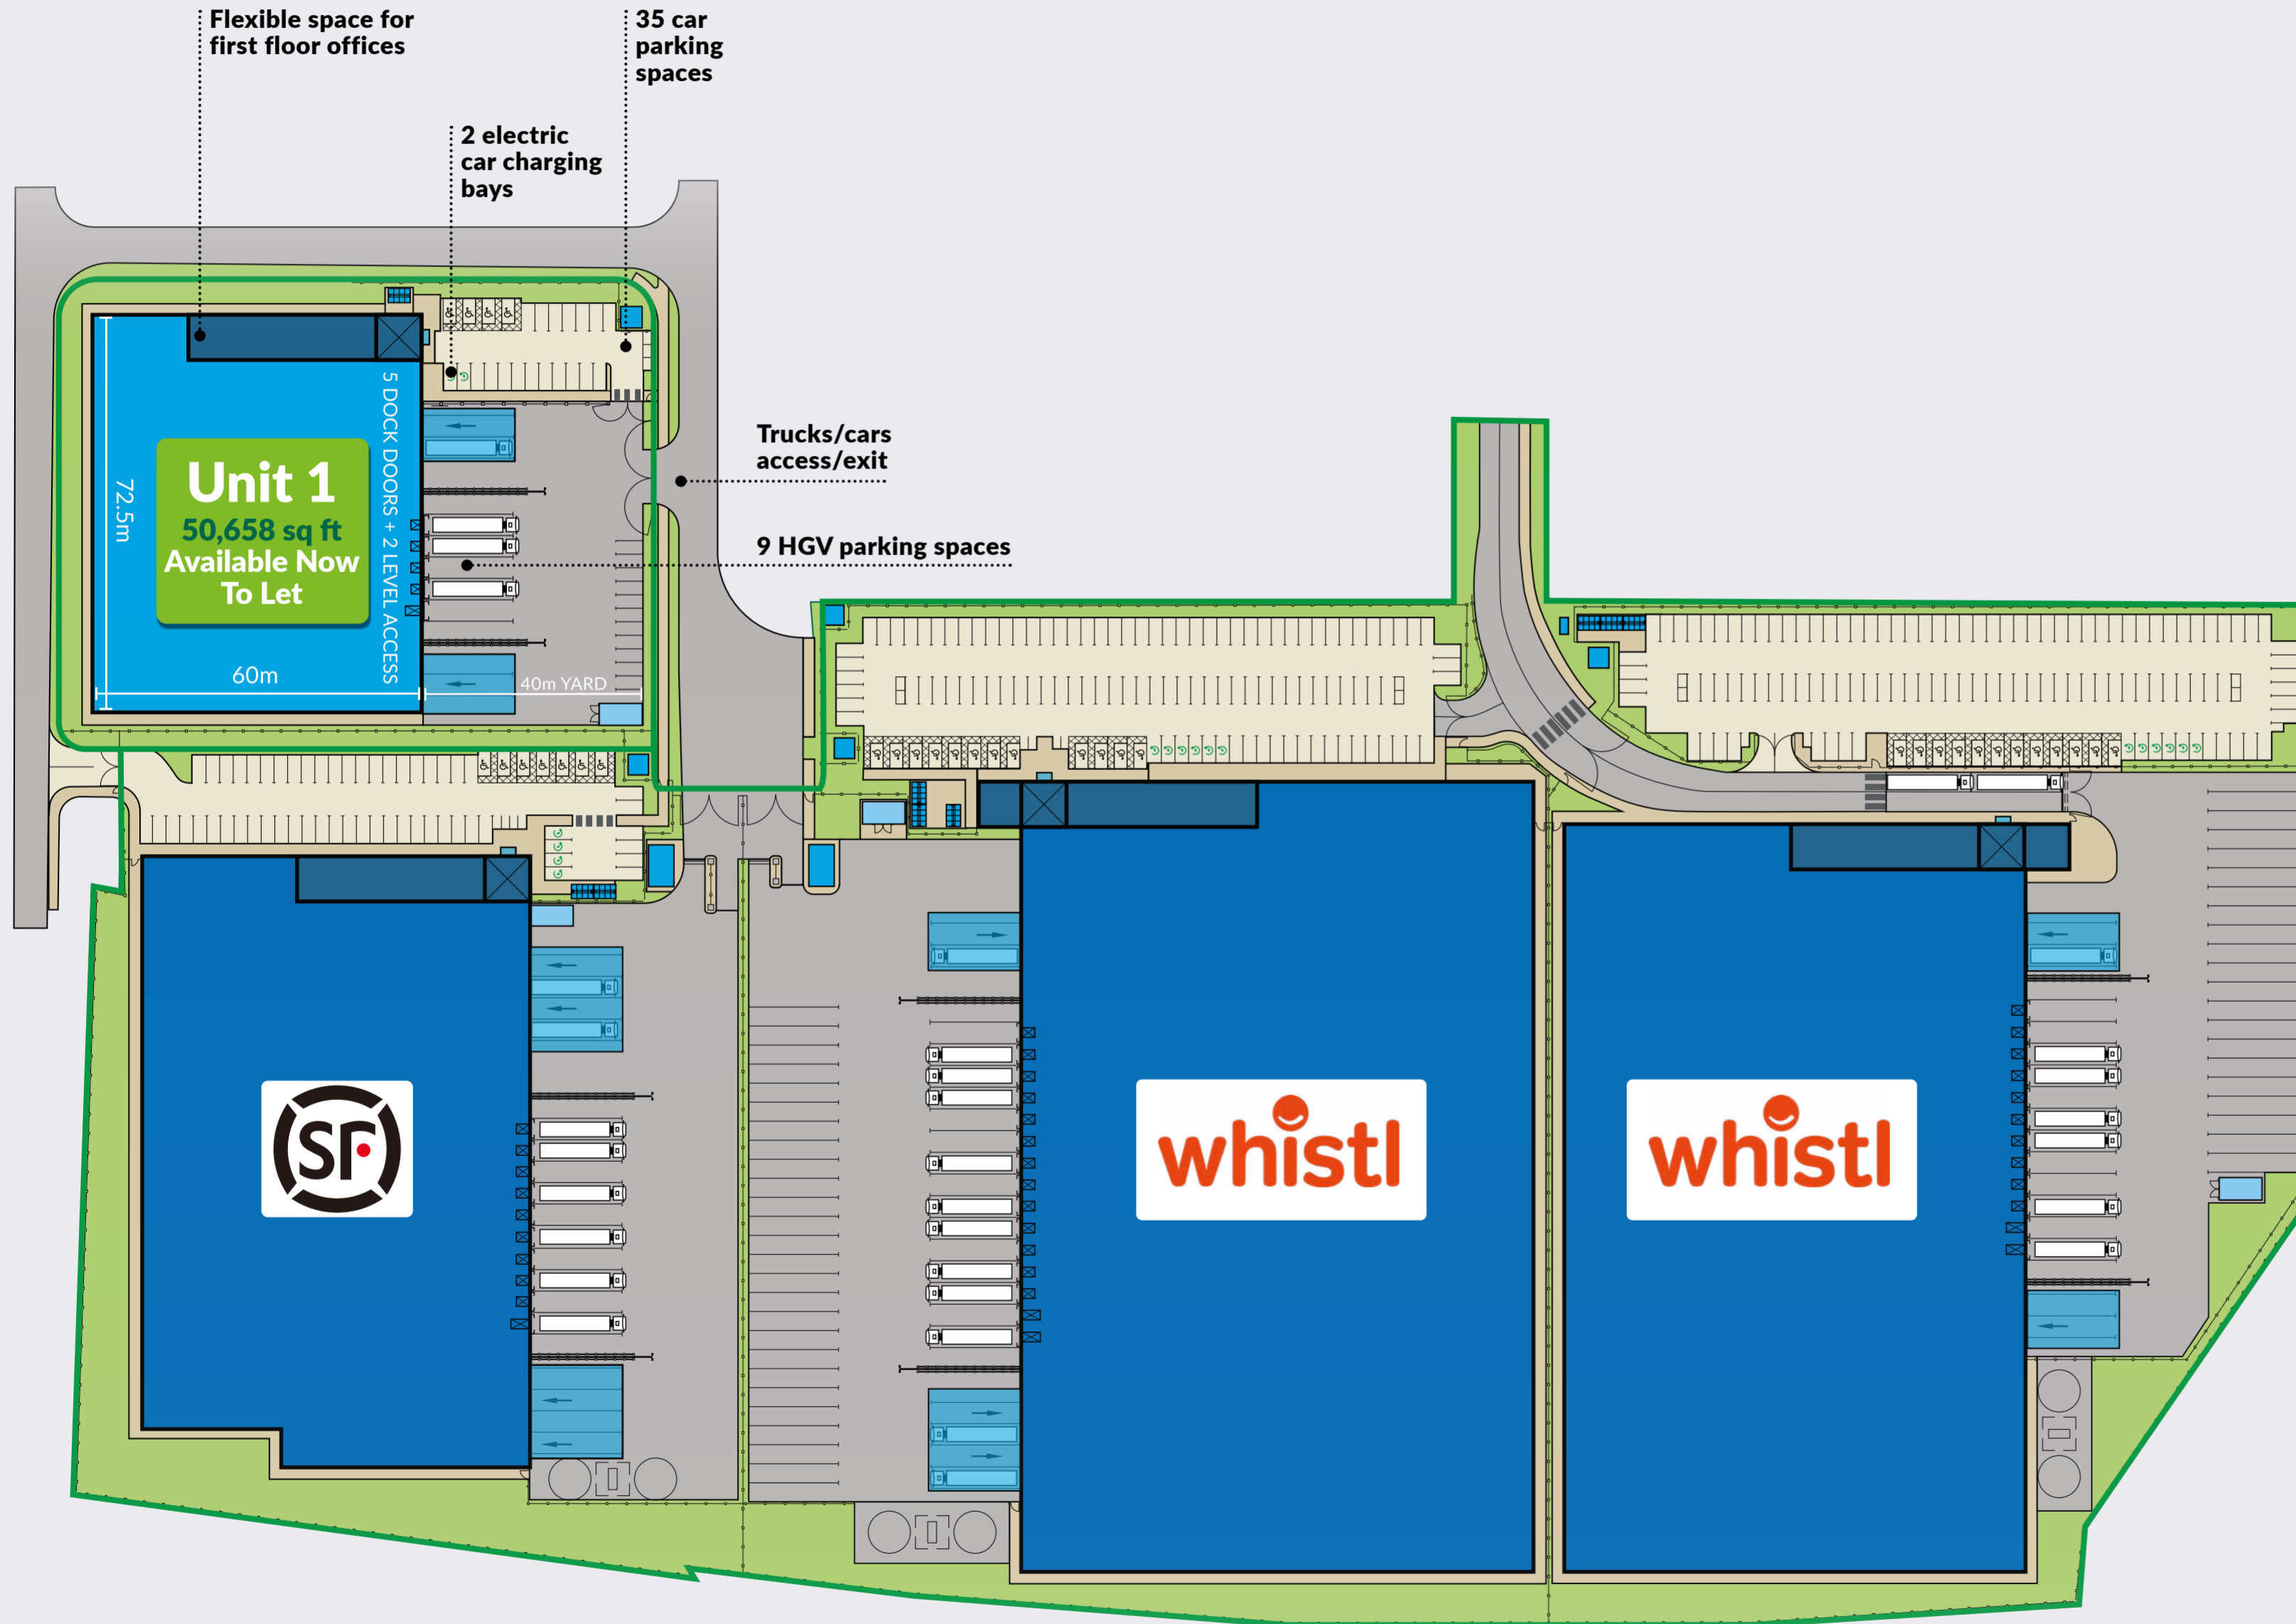 Flexible space for
first floor offices
35 car
parking
spaces
2 electric
car charging
bays
Trucks/cars
access/exit
9 HGV parking spaces
Unit 1
50,658 sq ft
Available Now
To Let
72.5m
60m
5 DOCK DOORS + 2 LEVEL ACCESS
40m YARD
SF
whistl
whistl